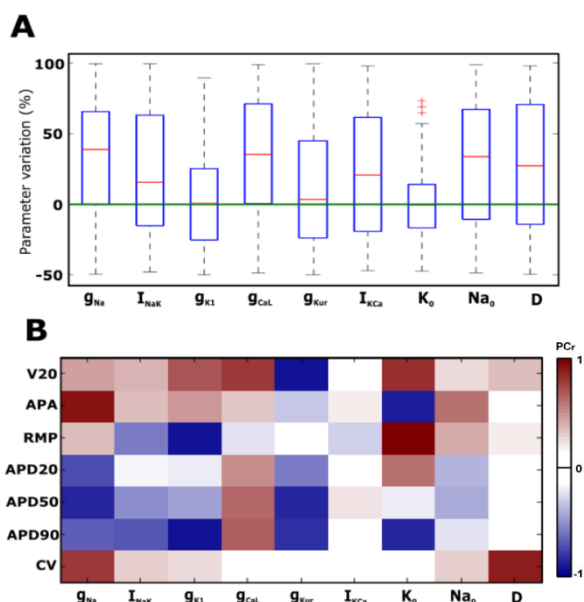 A
Parameter variation (%)
100
50
0
-50
gNa INaK gK1 gCaL gKur IKCa K0 Na0 D
B
PCr
V20
APA
RMP
APD20
APD50
APD90
CV
1
0
-1
gNa INaK gK1 gCaL gKur IKCa K0 Na0 D